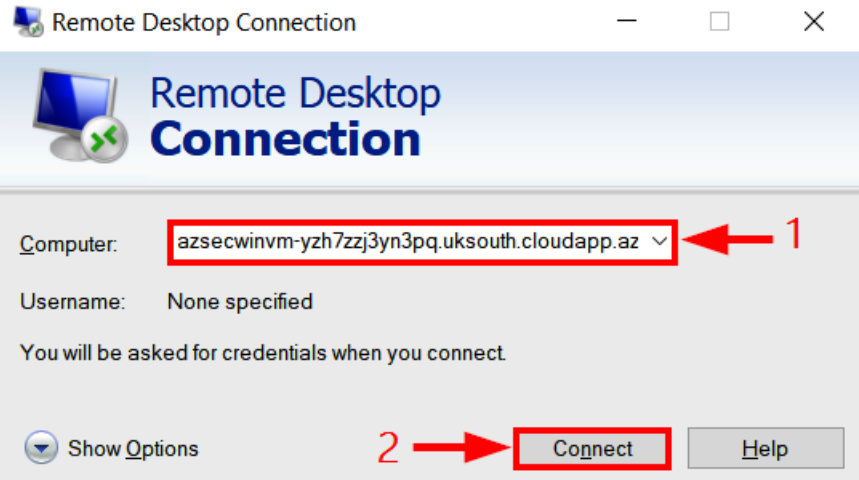 Remote Desktop Connection
Remote Desktop
Connection
Computer: azsecwinvm-yzh7zzj3yn3pq.uksouth.cloudapp.az 1
Username: None specified
You will be asked for credentials when you connect.
Show Options 2 Connect Help